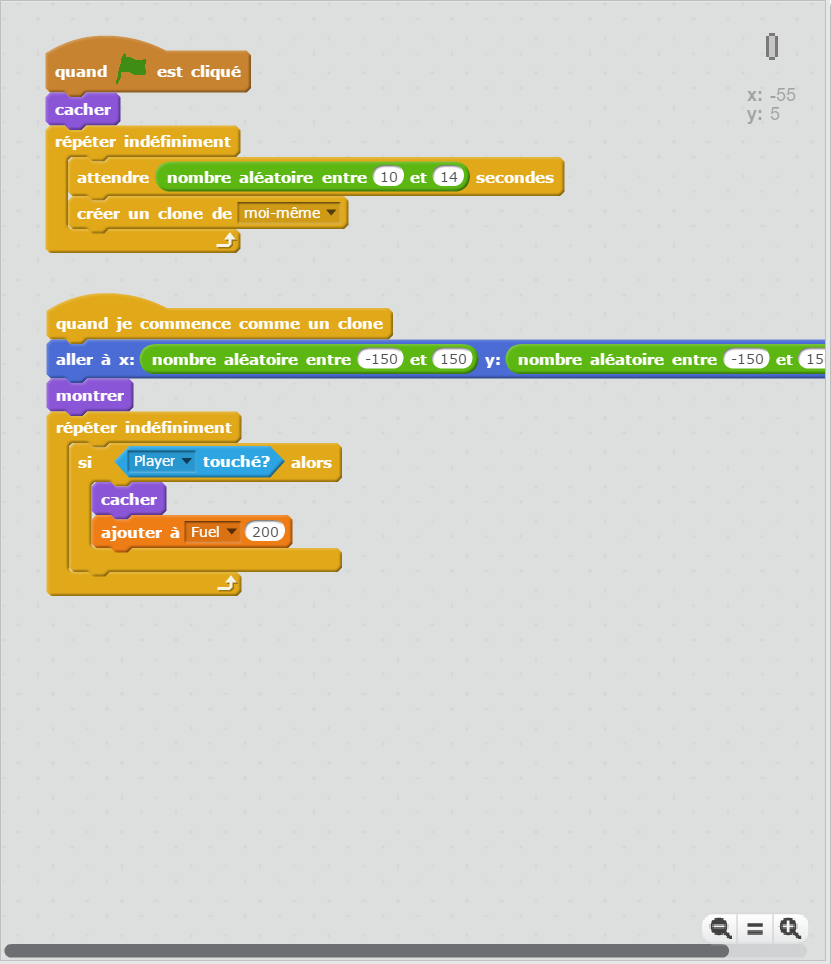 quand est cliqué
cacher
répéter indéfiniment
attendre nombre aléatoire entre 10 et 14 secondes
créer un clone de moi-même
x: -55
y: 5
quand je commence comme un clone
aller à x: nombre aléatoire entre -150 et 150 y: nombre aléatoire entre -150 et 15
montrer
répéter indéfiniment
si Player touché? alors
cacher
ajouter à Fuel 200